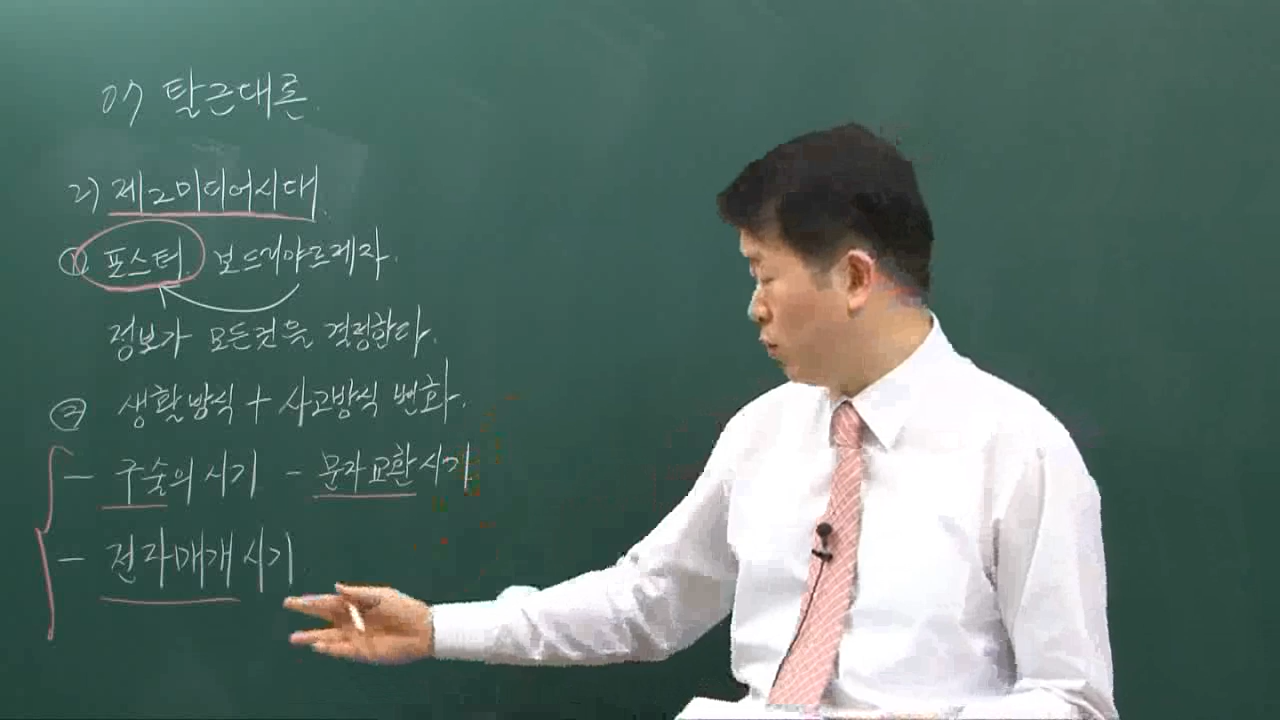 07 탈근대론.
2) 제2미디어시대.
① 포스터. 보드리야르제자.
정보가 모든것을 결정한다.
② 생활방식 + 사고방식 변화.
- 구술의시기 - 문자교환시기
- 전자매개시기